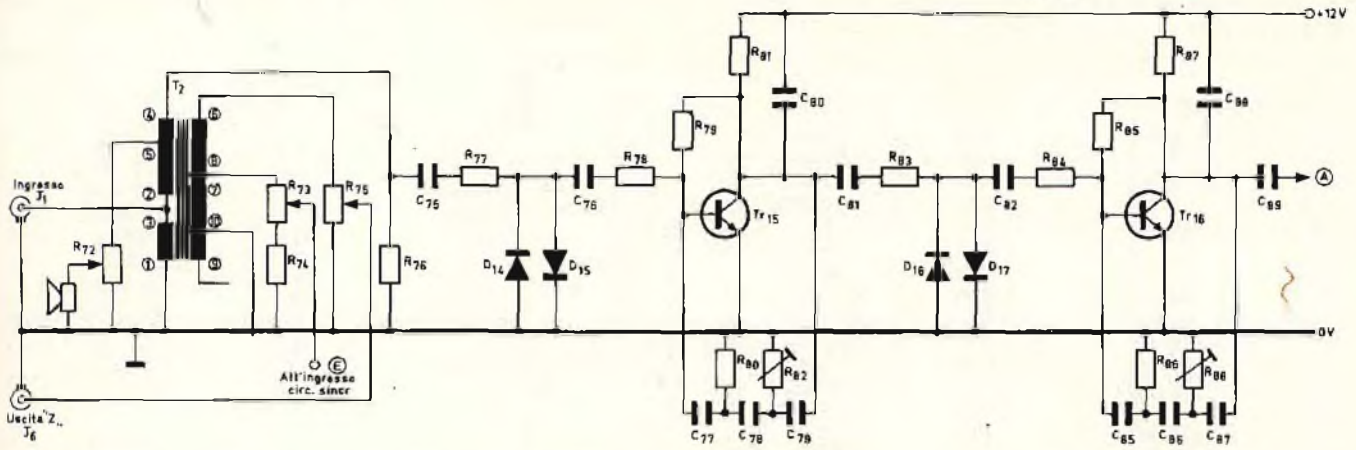 +12V
R81
R87
T2
C80
C88
4
6
R79
R85
5
8
R77
R78
R83
R84
Ingresso
J1
2
7
R73
R75
C75
C76
C81
C82
C89
A
3
10
Tr15
Tr16
R72
1
9
R74
R76
D14
D15
D16
D17
0V
E
All'ingresso
circ. sincr
R80
R82
R86
R88
Uscita "Z"
J6
C77
C78
C79
C85
C86
C87